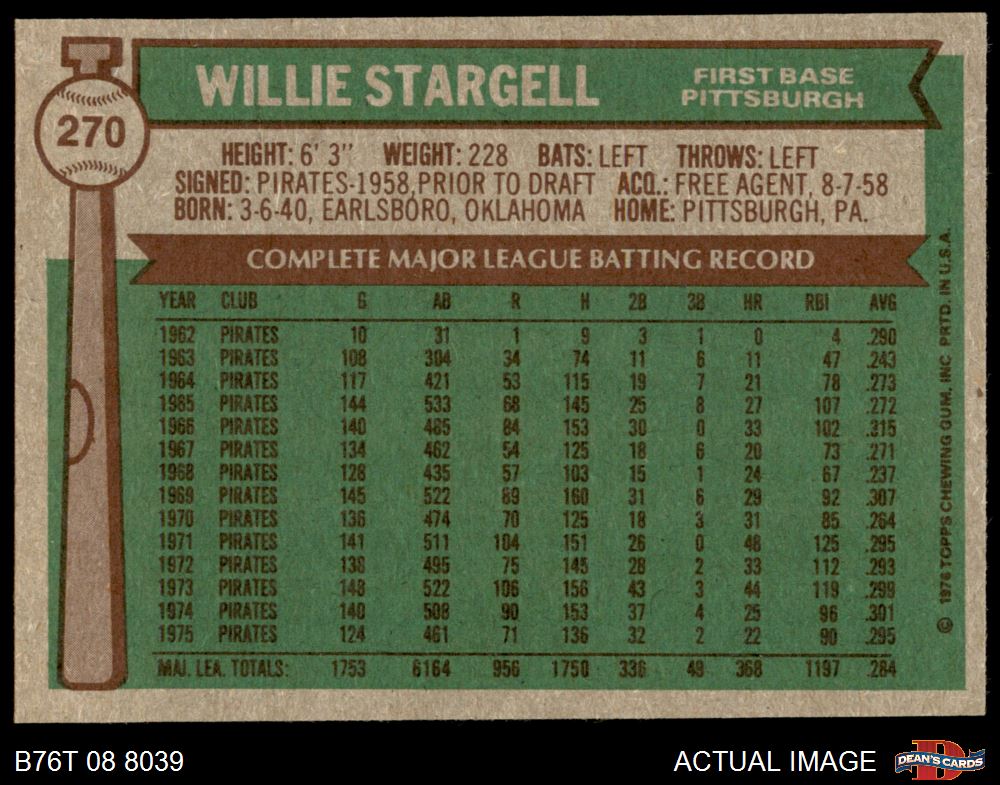 WILLIE STARGELL
FIRST BASE
PITTSBURGH
270
HEIGHT: 6' 3" WEIGHT: 228 BATS: LEFT THROWS: LEFT
SIGNED: PIRATES-1958, PRIOR TO DRAFT ACQ.: FREE AGENT, 8-7-58
BORN: 3-6-40, EARLSBORO, OKLAHOMA HOME: PITTSBURGH, PA.
COMPLETE MAJOR LEAGUE BATTING RECORD
YEAR CLUB G AB R H 2B 3B HR RBI AVG
1962 PIRATES 10 31 1 9 3 1 0 4 .290
1963 PIRATES 108 304 34 74 11 6 11 47 .243
1964 PIRATES 117 421 53 115 19 7 21 78 .273
1965 PIRATES 144 533 68 145 25 8 27 107 .272
1966 PIRATES 140 485 84 153 30 0 33 102 .315
1967 PIRATES 134 462 54 125 18 6 20 73 .271
1968 PIRATES 128 435 57 103 15 1 24 67 .237
1969 PIRATES 145 522 89 160 31 6 29 92 .307
1970 PIRATES 136 474 70 125 18 3 31 85 .264
1971 PIRATES 141 511 104 151 26 0 48 125 .295
1972 PIRATES 138 495 75 145 28 2 33 112 .293
1973 PIRATES 148 522 106 156 43 3 44 119 .299
1974 PIRATES 140 508 90 153 37 4 25 96 .301
1975 PIRATES 124 461 71 136 32 2 22 90 .295
MAJ. LEA. TOTALS: 1753 6164 956 1750 336 49 368 1197 .284
© 1976 TOPPS CHEWING GUM, INC. PRTD. IN U.S.A.
B76T 08 8039
ACTUAL IMAGE
D
DEAN'S CARDS